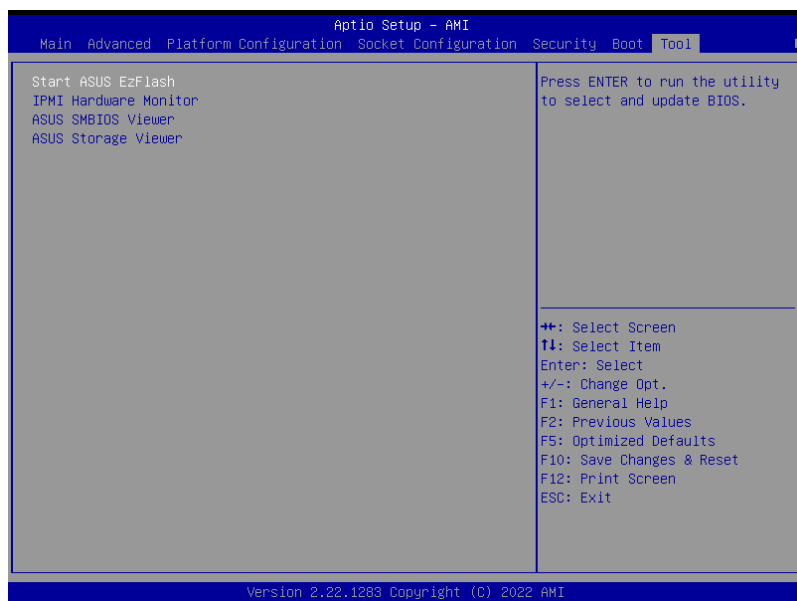 Aptio Setup – AMI
Main Advanced Platform Configuration Socket Configuration Security Boot Tool
Start ASUS EzFlash
IPMI Hardware Monitor
ASUS SMBIOS Viewer
ASUS Storage Viewer
Press ENTER to run the utility
to select and update BIOS.
→←: Select Screen
↑↓: Select Item
Enter: Select
+/-: Change Opt.
F1: General Help
F2: Previous Values
F5: Optimized Defaults
F10: Save Changes & Reset
F12: Print Screen
ESC: Exit
Version 2.22.1283 Copyright (C) 2022 AMI